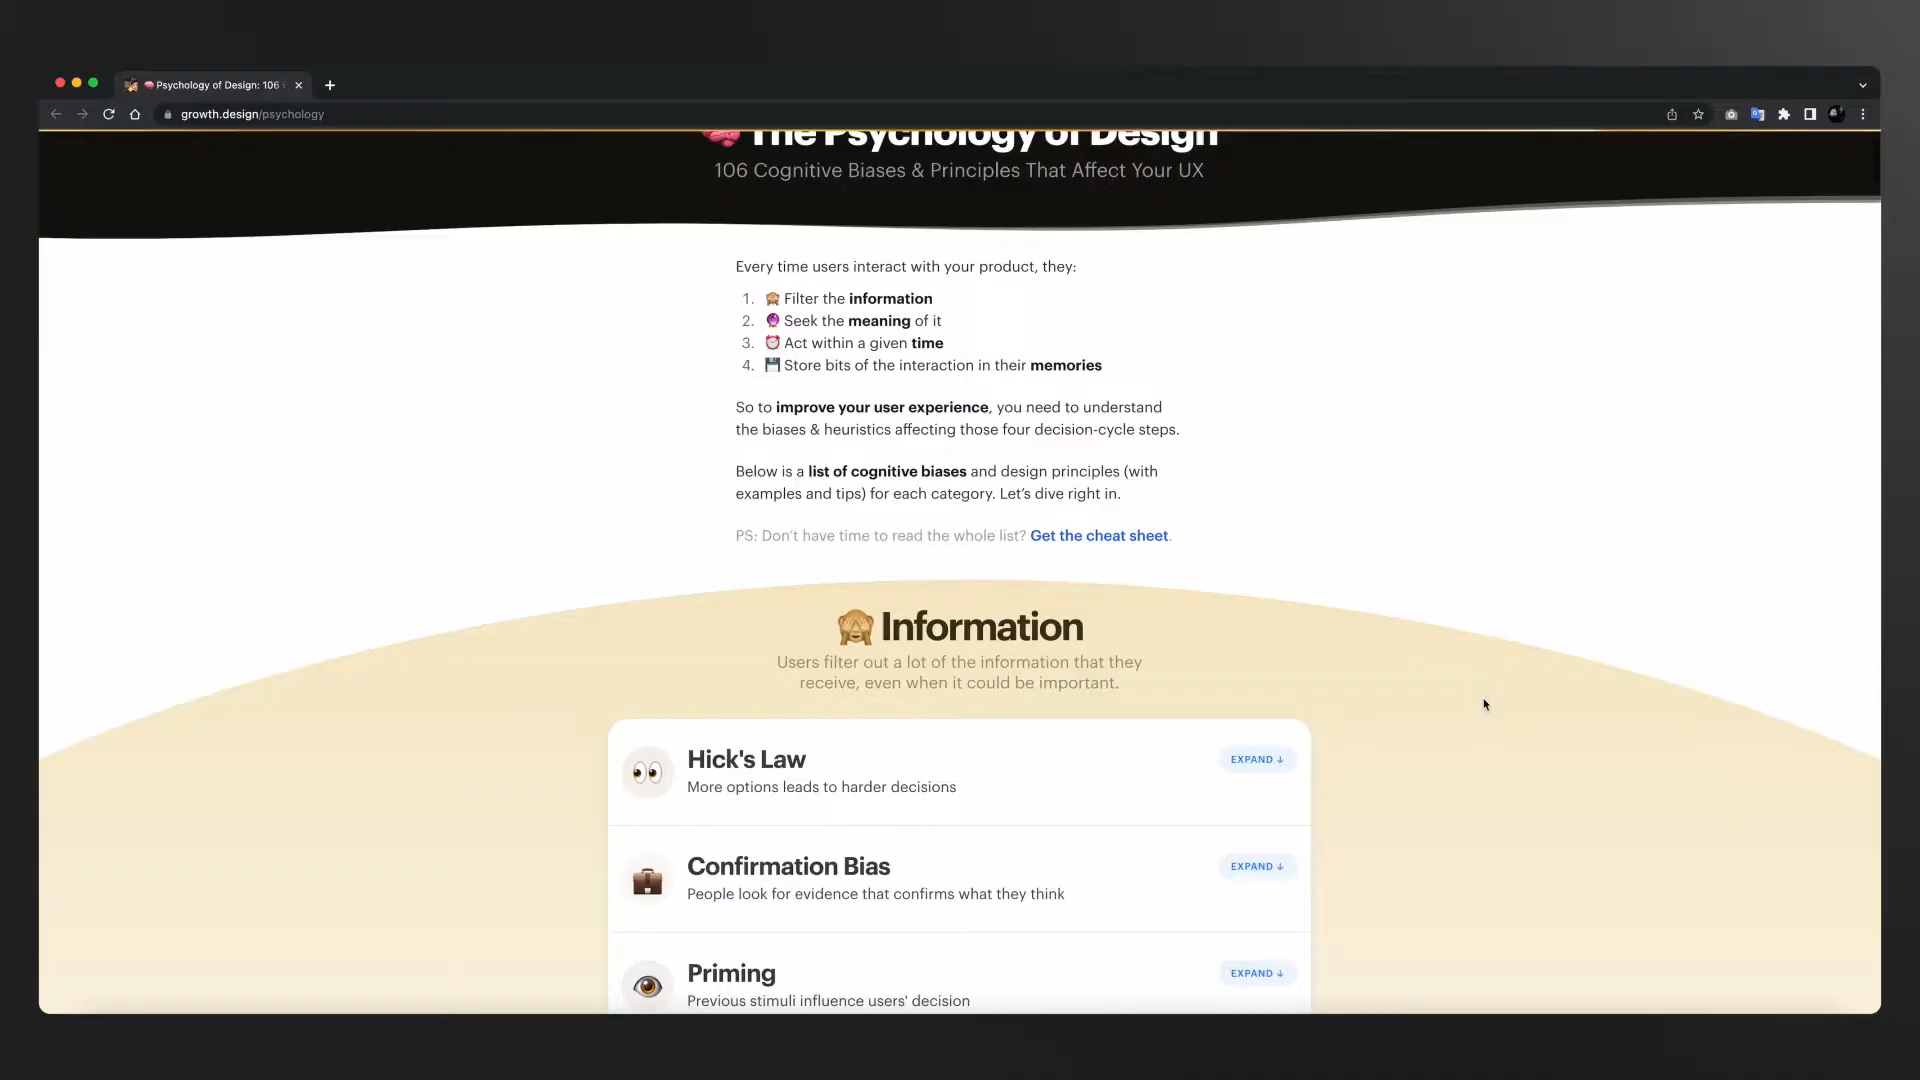 Psychology of Design: 106
growth.design/psychology
The Psychology of Design
106 Cognitive Biases & Principles That Affect Your UX
Every time users interact with your product, they:
1. Filter the information
2. Seek the meaning of it
3. Act within a given time
4. Store bits of the interaction in their memories
So to improve your user experience, you need to understand
the biases & heuristics affecting those four decision-cycle steps.
Below is a list of cognitive biases and design principles (with
examples and tips) for each category. Let’s dive right in.
PS: Don’t have time to read the whole list? Get the cheat sheet.
Information
Users filter out a lot of the information that they
receive, even when it could be important.
Hick's Law
EXPAND ↓
More options leads to harder decisions
Confirmation Bias
EXPAND ↓
People look for evidence that confirms what they think
Priming
EXPAND ↓
Previous stimuli influence users' decision